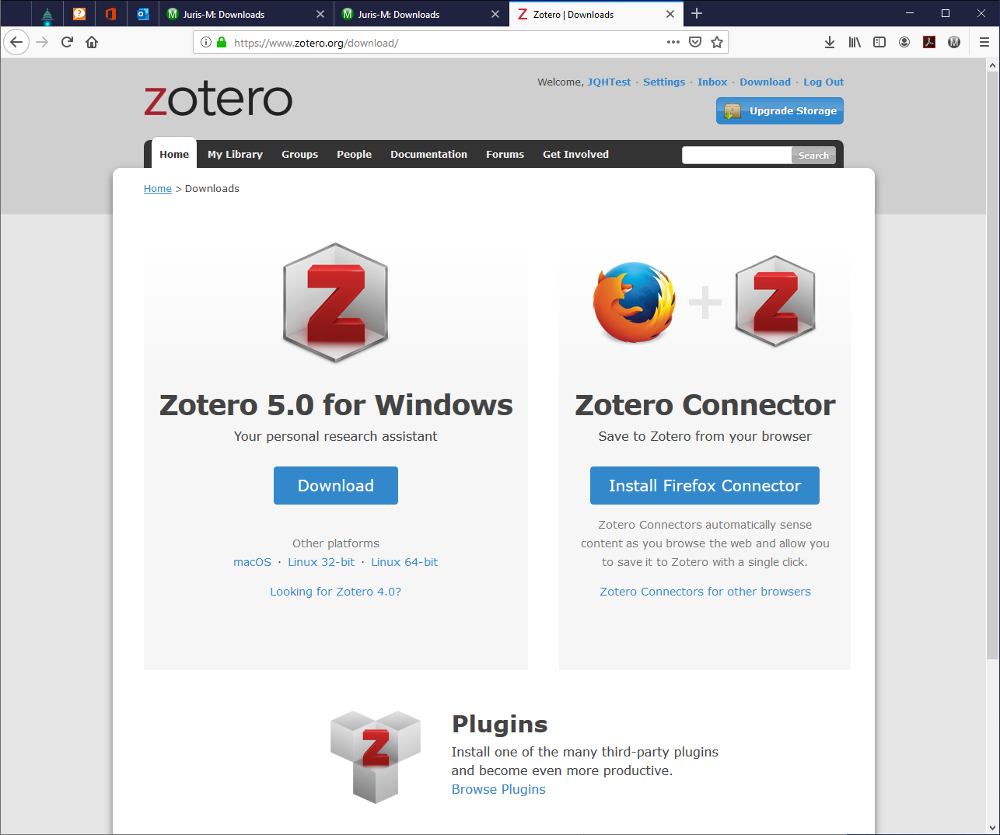 Juris-M: Downloads
Juris-M: Downloads
Zotero | Downloads
https://www.zotero.org/download/
zotero
Welcome, JQHTest · Settings · Inbox · Download · Log Out
Upgrade Storage
Home My Library Groups People Documentation Forums Get Involved Search
Home > Downloads
Zotero 5.0 for Windows
Your personal research assistant
Download
Other platforms
macOS · Linux 32-bit · Linux 64-bit
Looking for Zotero 4.0?
Zotero Connector
Save to Zotero from your browser
Install Firefox Connector
Zotero Connectors automatically sense
content as you browse the web and allow you
to save it to Zotero with a single click.
Zotero Connectors for other browsers
Plugins
Install one of the many third-party plugins
and become even more productive.
Browse Plugins